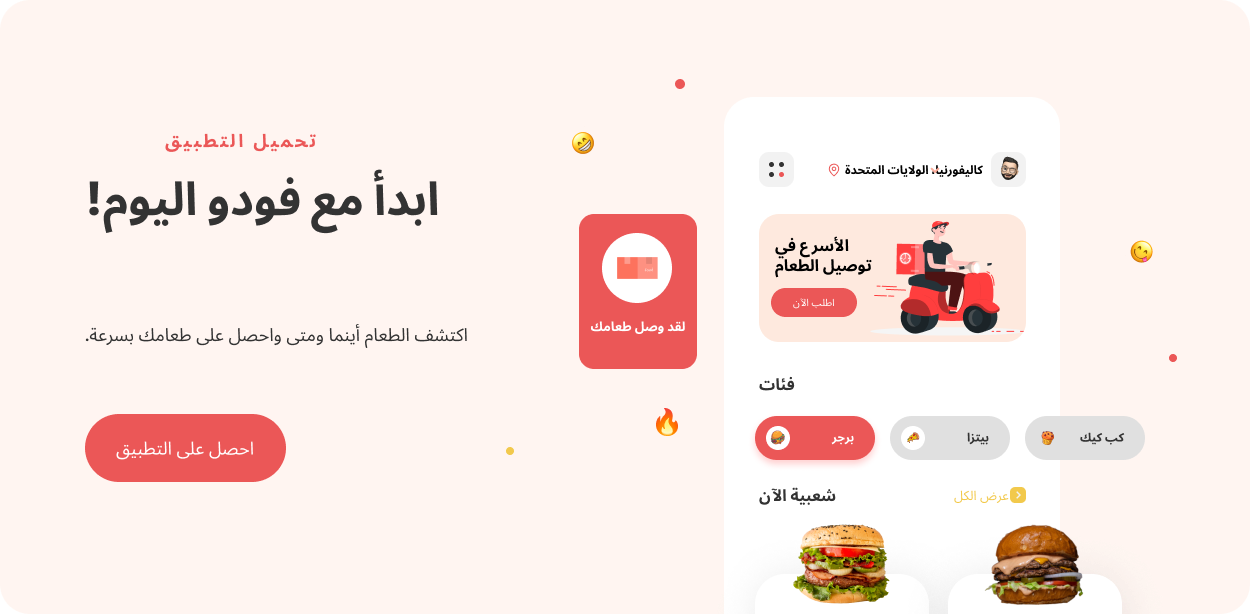 تحميل التطبيق
ابدأ مع فودو اليوم!
اكتشف الطعام أينما ومتى واحصل على طعامك بسرعة.
احصل على التطبيق
لقد وصل طعامك
كاليفورنيا، الولايات المتحدة
الأسرع في
توصيل الطعام
اطلب الآن
فئات
برجر
بيتزا
كب كيك
شعبية الآن
عرض الكل